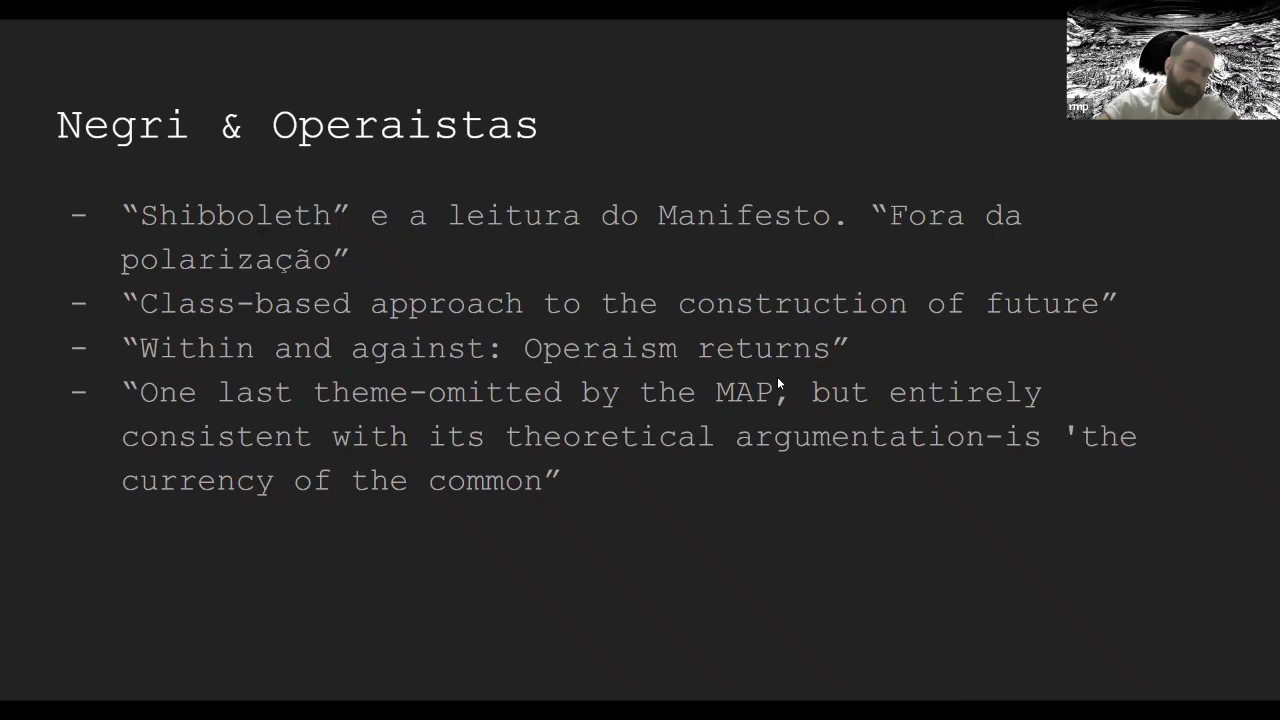 rmp
Negri & Operaistas
- “Shibboleth” e a leitura do Manifesto. “Fora da
polarização”
- “Class-based approach to the construction of future”
- “Within and against: Operaism returns”
- “One last theme-omitted by the MAP, but entirely
consistent with its theoretical argumentation-is 'the
currency of the common”